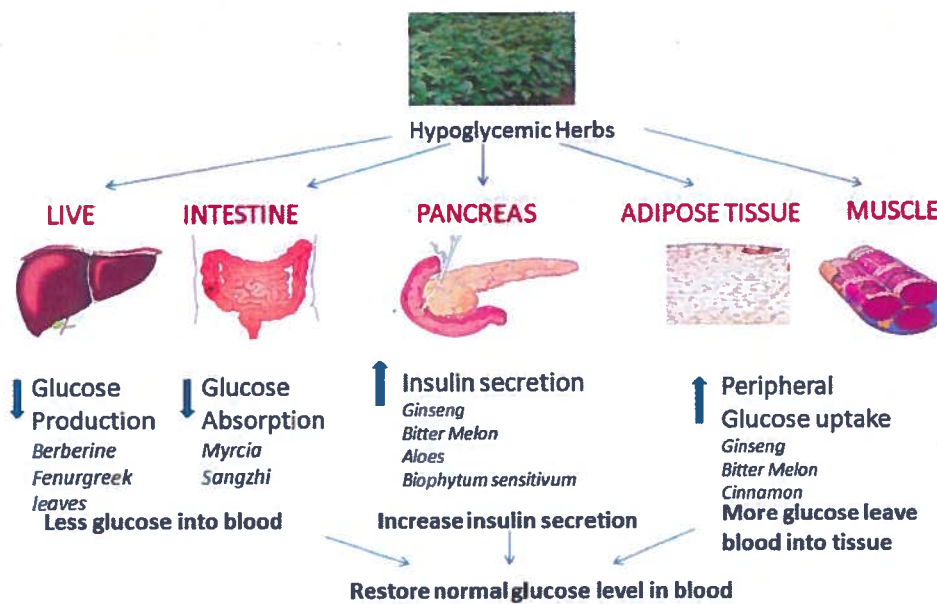 Hypoglycemic Herbs
LIVE
INTESTINE
PANCREAS
ADIPOSE TISSUE
MUSCLE
Glucose
Production
Berberine
Fenurgreek
leaves
Glucose
Absorption
Myrcia
Sangzhi
Less glucose into blood
Insulin secretion
Ginseng
Bitter Melon
Aloes
Biophytum sensitivum
Increase insulin secretion
Peripheral
Glucose uptake
Ginseng
Bitter Melon
Cinnamon
More glucose leave
blood into tissue
Restore normal glucose level in blood